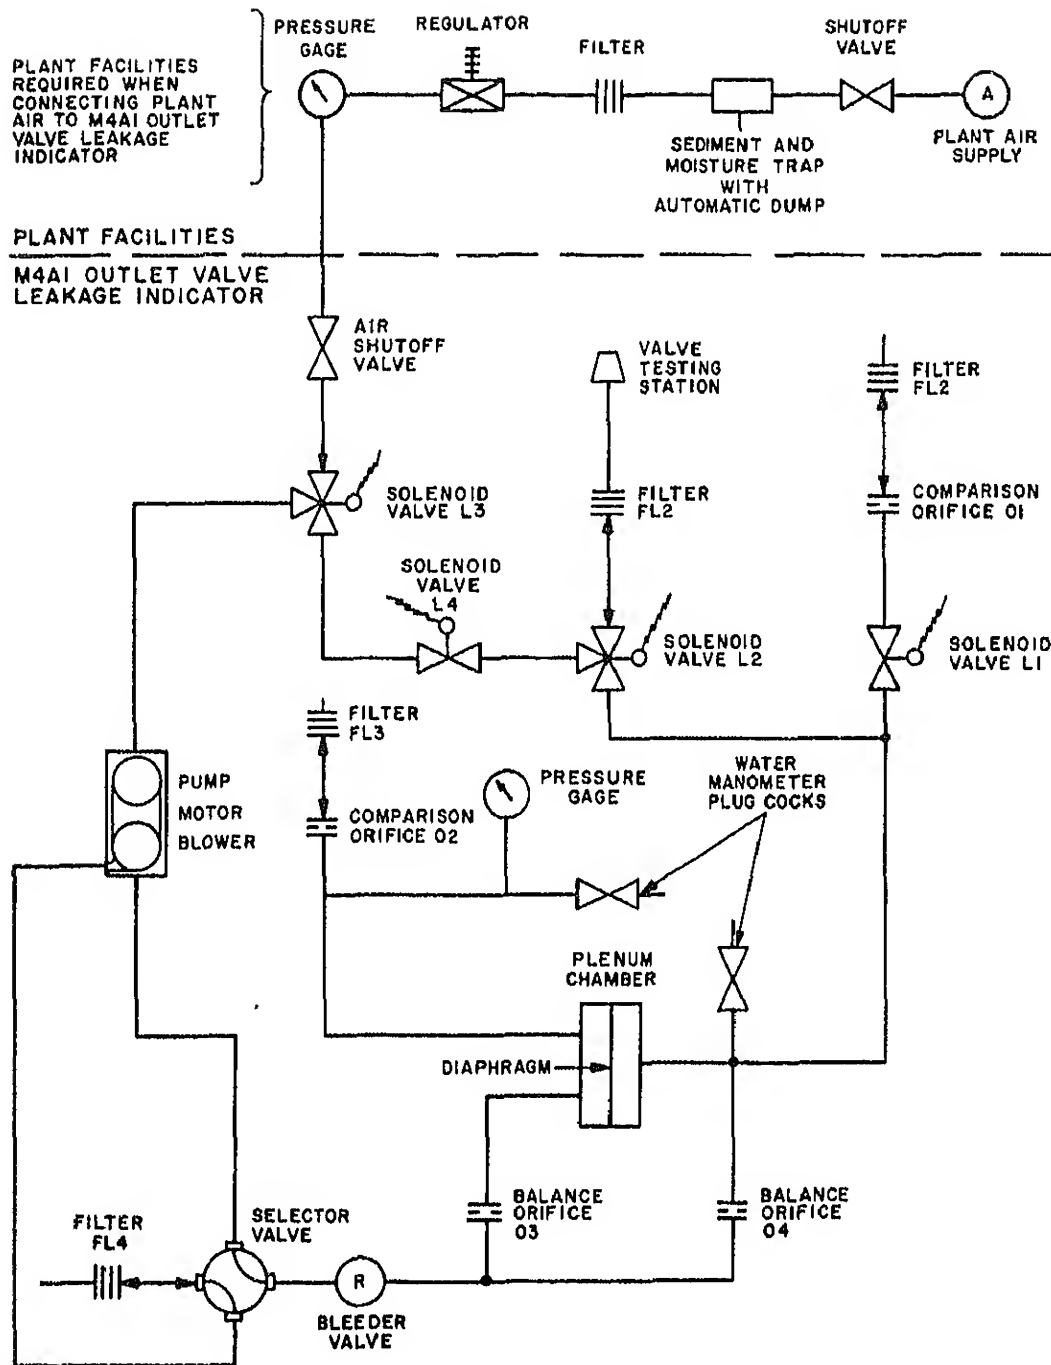 PRESSURE
GAGE
REGULATOR
FILTER
SHUTOFF
VALVE
PLANT FACILITIES
REQUIRED WHEN
CONNECTING PLANT
AIR TO M4A1 OUTLET
VALVE LEAKAGE
INDICATOR
A
PLANT AIR
SUPPLY
SEDIMENT AND
MOISTURE TRAP
WITH
AUTOMATIC DUMP
PLANT FACILITIES
M4A1 OUTLET VALVE
LEAKAGE INDICATOR
AIR
SHUTOFF
VALVE
VALVE
TESTING
STATION
FILTER
FL2
SOLENOID
VALVE L3
FILTER
FL2
COMPARISON
ORIFICE O1
SOLENOID
VALVE
L4
SOLENOID
VALVE L2
SOLENOID
VALVE L1
FILTER
FL3
PRESSURE
GAGE
WATER
MANOMETER
PLUG COCKS
PUMP
MOTOR
BLOWER
COMPARISON
ORIFICE O2
PLENUM
CHAMBER
DIAPHRAGM
BALANCE
ORIFICE
O3
BALANCE
ORIFICE
O4
FILTER
FL4
SELECTOR
VALVE
R
BLEEDER
VALVE